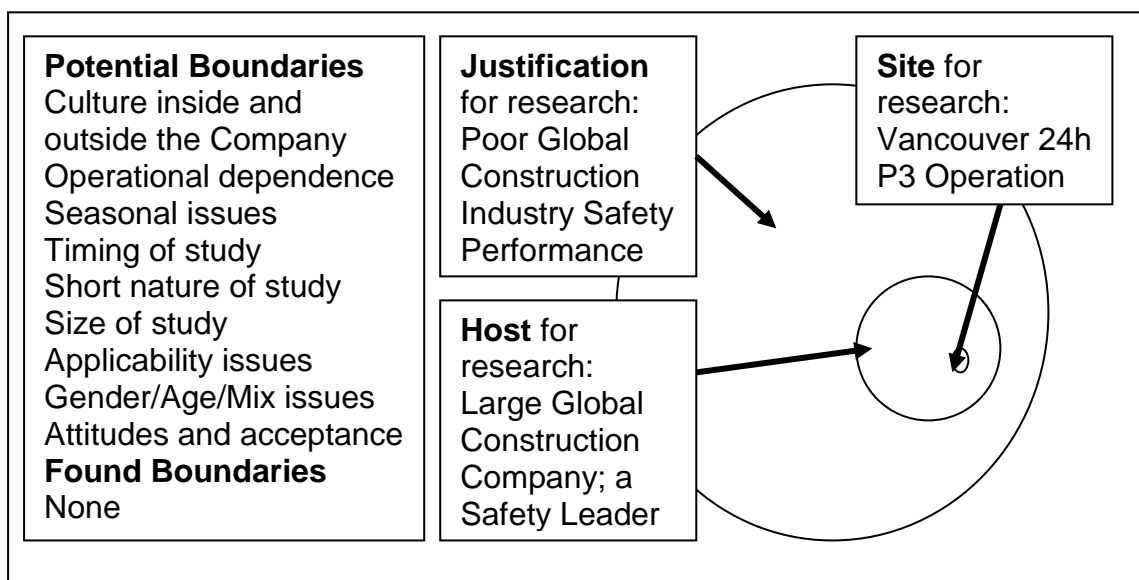 Potential Boundaries
Culture inside and
outside the Company
Operational dependence
Seasonal issues
Timing of study
Short nature of study
Size of study
Applicability issues
Gender/Age/Mix issues
Attitudes and acceptance
Found Boundaries
None
Justification
for research:
Poor Global
Construction
Industry Safety
Performance
Host for
research:
Large Global
Construction
Company; a
Safety Leader
Site for
research:
Vancouver 24h
P3 Operation